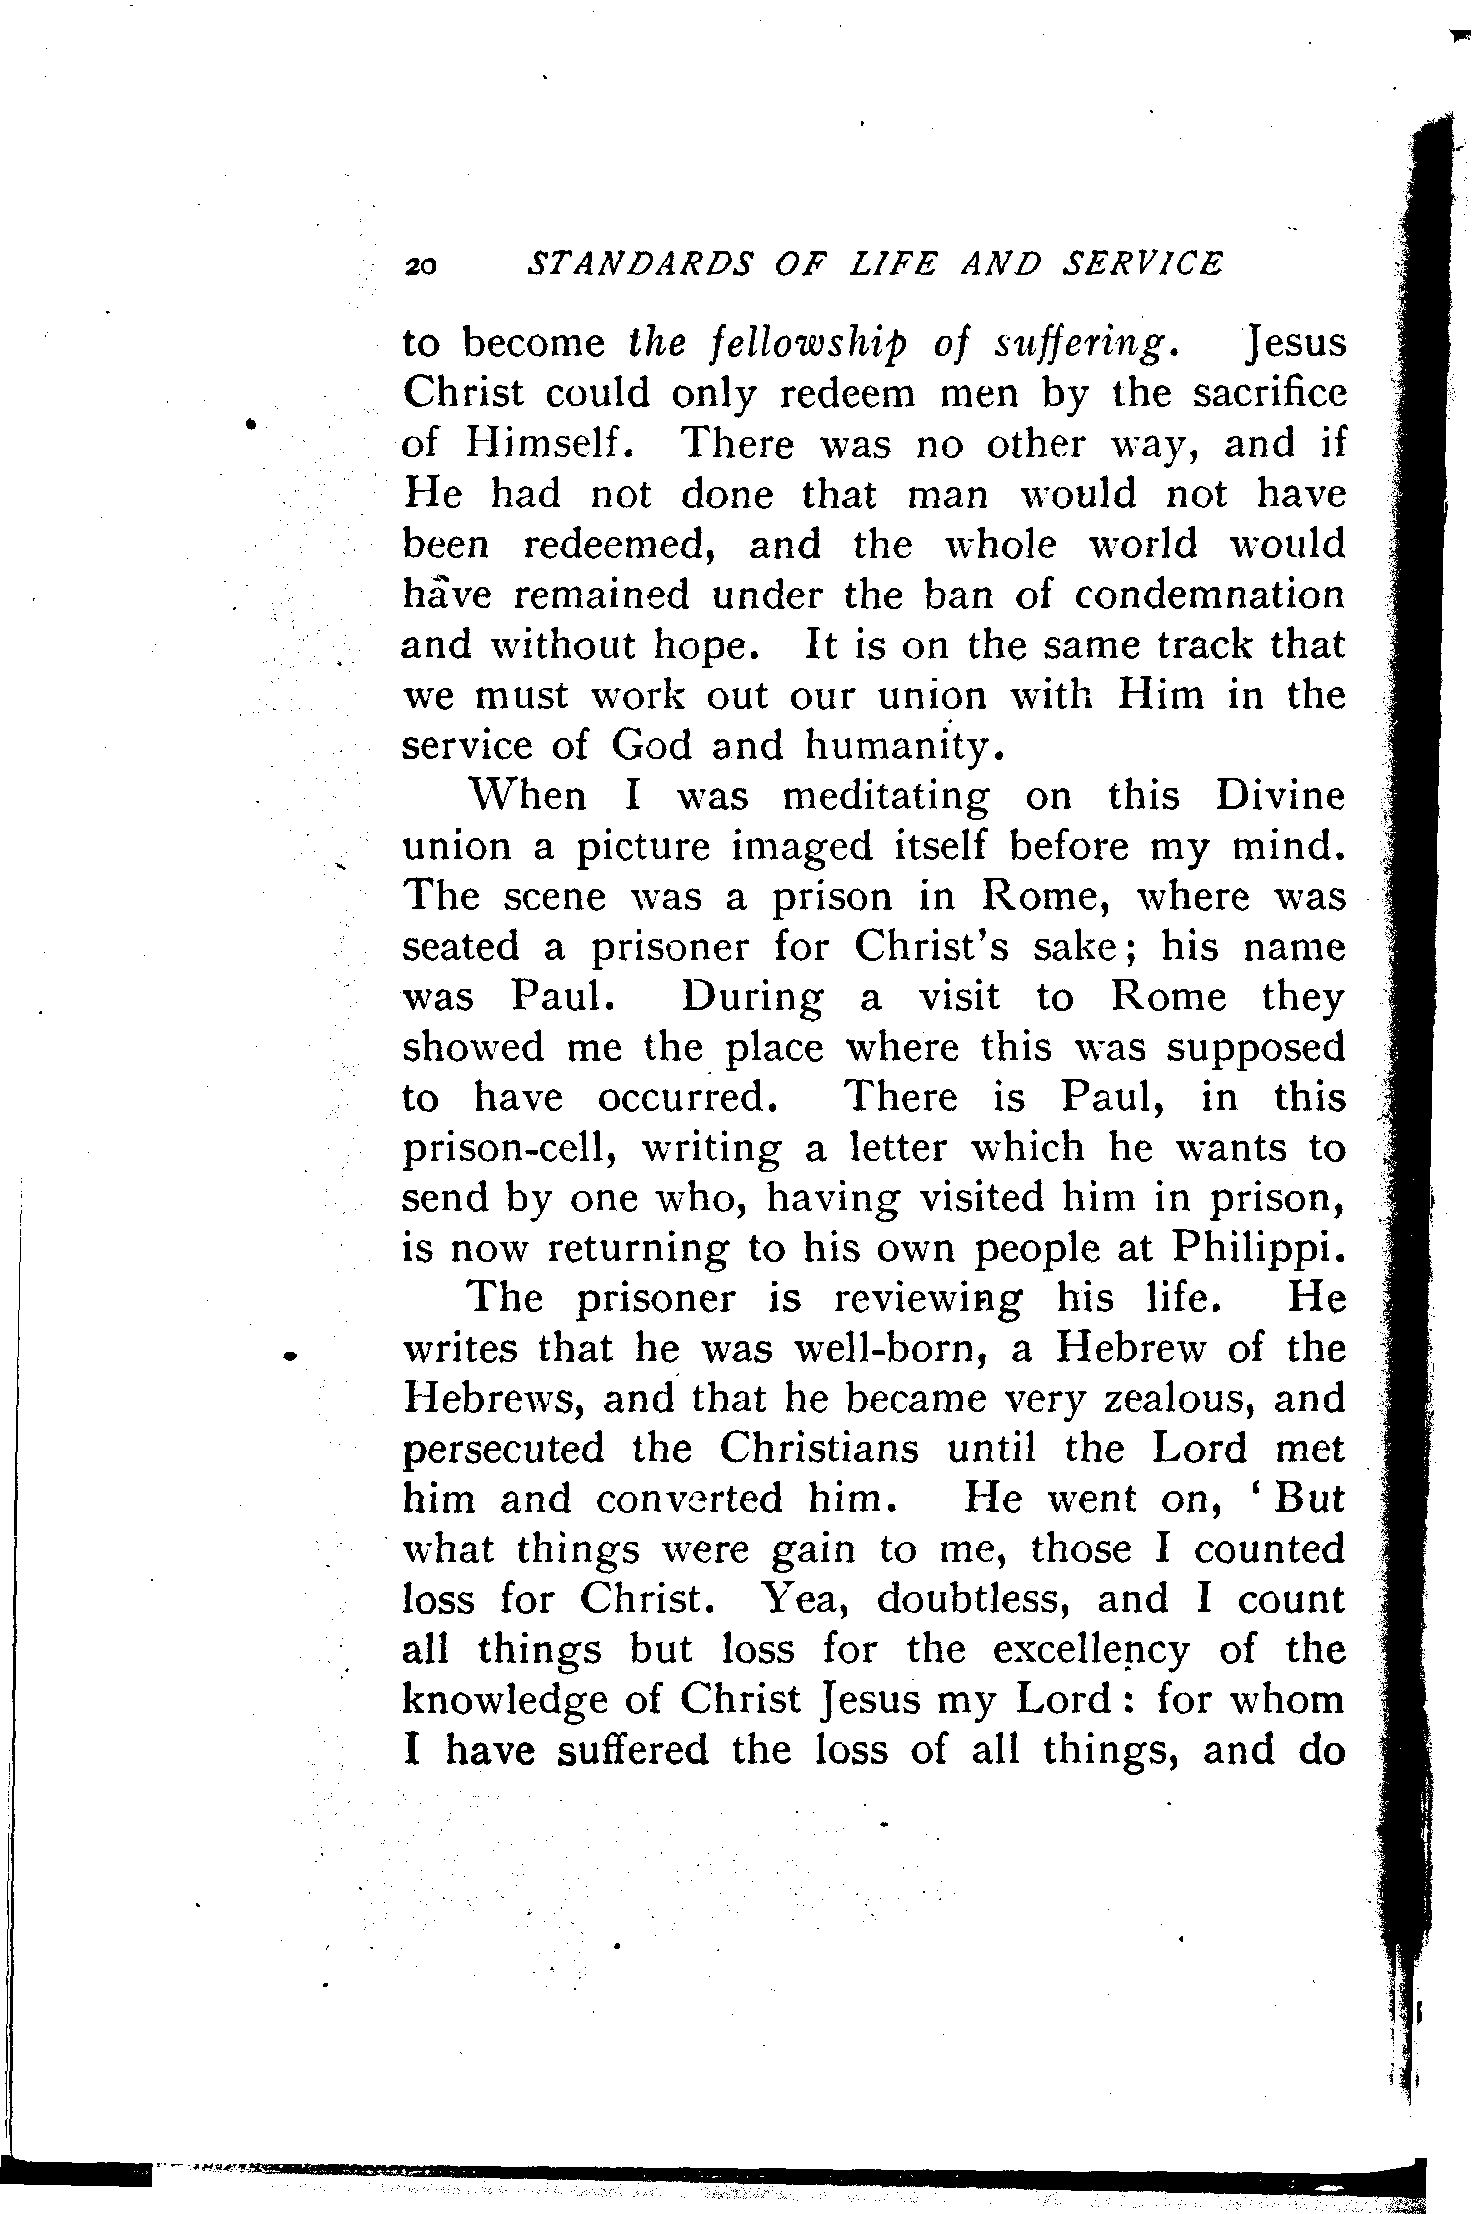 20 STANDARDS OF LIFE AND SERVICE
to become the fellowship of suffering. Jesus
Christ could only redeem men by the sacrifice
of Himself. There was no other way, and if
He had not done that man would not have
been redeemed, and the whole world would
have remained under the ban of condemnation
and without hope. It is on the same track that
we must work out our union with Him in the
service of God and humanity.
When I was meditating on this Divine
union a picture imaged itself before my mind.
The scene was a prison in Rome, where was
seated a prisoner for Christ's sake; his name
was Paul. During a visit to Rome they
showed me the place where this was supposed
to have occurred. There is Paul, in this
prison-cell, writing a letter which he wants to
send by one who, having visited him in prison,
is now returning to his own people at Philippi.
The prisoner is reviewing his life. He
writes that he was well-born, a Hebrew of the
Hebrews, and that he became very zealous, and
persecuted the Christians until the Lord met
him and converted him. He went on, ‘But
what things were gain to me, those I counted
loss for Christ. Yea, doubtless, and I count
all things but loss for the excellency of the
knowledge of Christ Jesus my Lord: for whom
I have suffered the loss of all things, and do